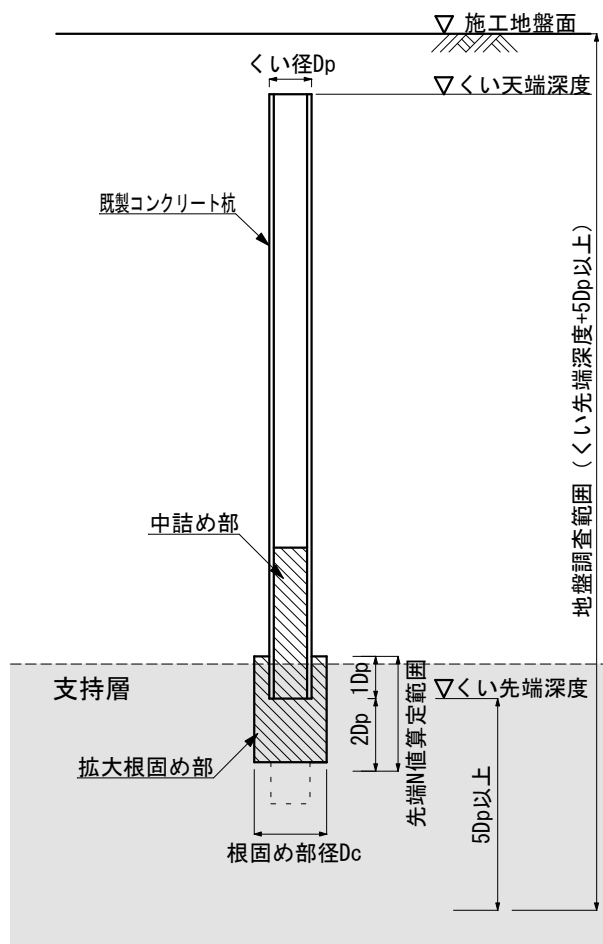 ▽ 施工地盤面
くい径Dp
▽くい天端深度
既製コンクリート杭
地盤調査範囲(くい先端深度+5Dp以上)
中詰め部
支持層
1Dp
2Dp
先端N値算定範囲
▽くい先端深度
拡大根固め部
5Dp以上
根固め部径Dc